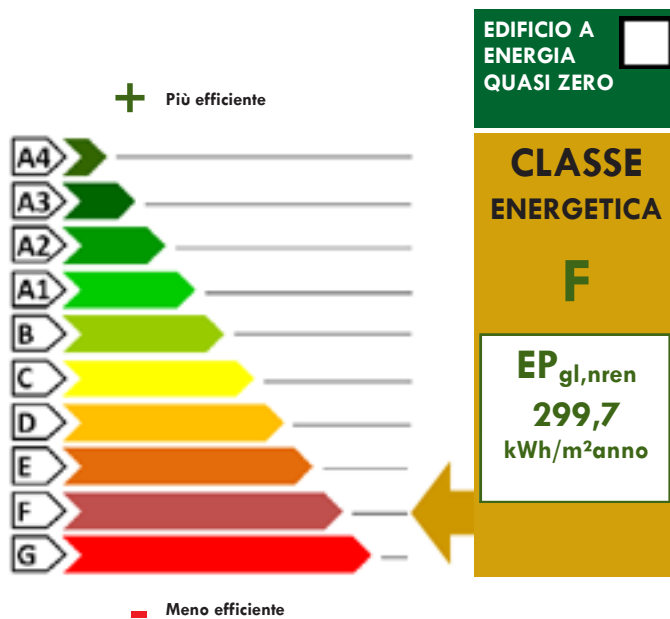 EDIFICIO A
ENERGIA
QUASI ZERO
+ Più efficiente
A4
A3
A2
A1
B
C
D
E
F
G
- Meno efficiente
CLASSE
ENERGETICA
F
EPgl,nren
299,7
kWh/m²anno